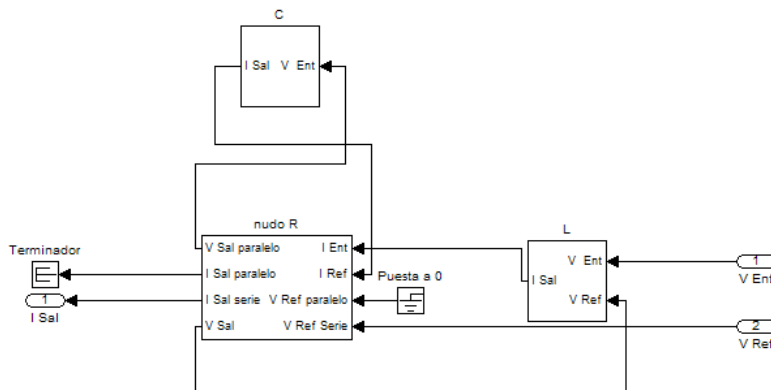 C
I Sal V Ent
nudo R
V Sal paralelo I Ent
I Sal paralelo I Ref
I Sal serie V Ref paralelo
V Sal V Ref Serie
Terminador
1
I Sal
Puesta a 0
L
V Ent
I Sal
V Ref
1
V Ent
2
V Ref